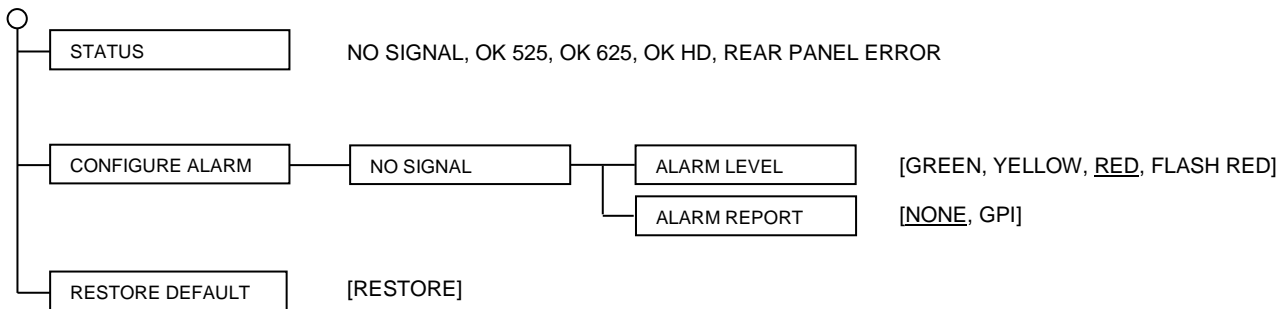 STATUS NO SIGNAL, OK 525, OK 625, OK HD, REAR PANEL ERROR
CONFIGURE ALARM NO SIGNAL ALARM LEVEL [GREEN, YELLOW, RED, FLASH RED]
ALARM REPORT [NONE, GPI]
RESTORE DEFAULT [RESTORE]